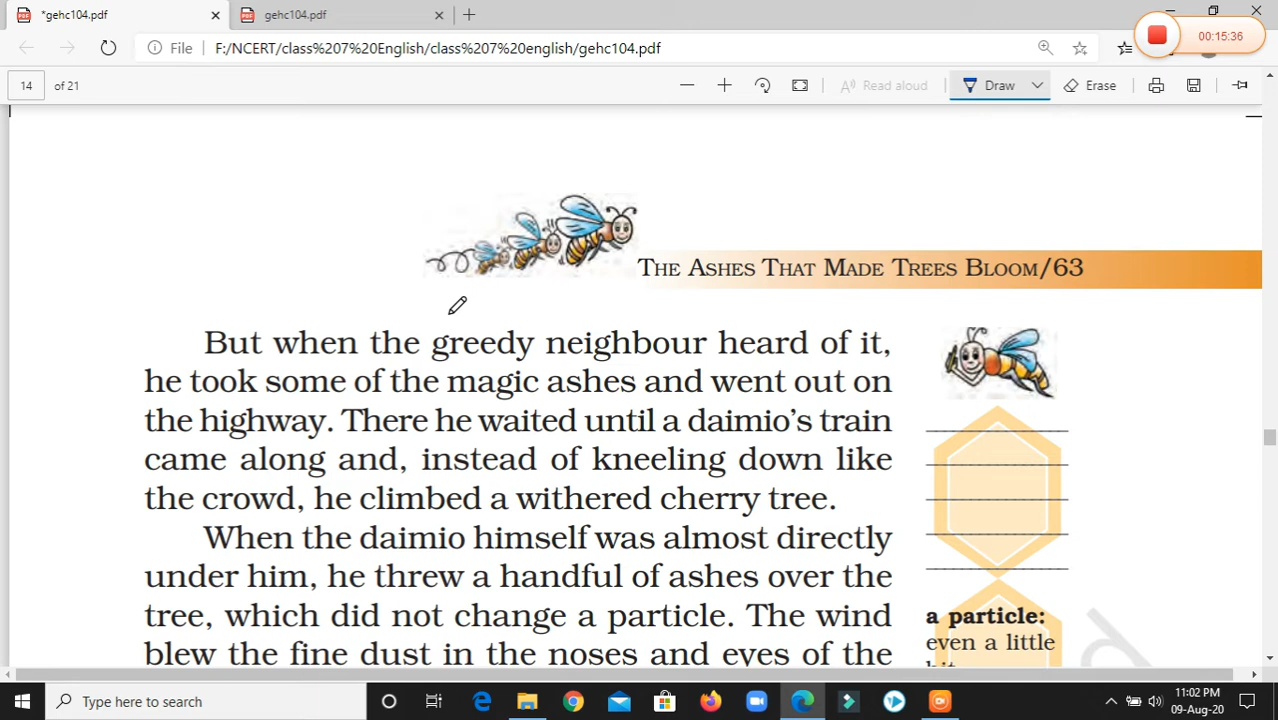 *gehc104.pdf
gehc104.pdf
00:15:36
File F:/NCERT/class%207%20English/class%207%20english/gehc104.pdf
14 of 21 Read aloud Draw Erase
THE ASHES THAT MADE TREES BLOOM/63
But when the greedy neighbour heard of it,
he took some of the magic ashes and went out on
the highway. There he waited until a daimio's train
came along and, instead of kneeling down like
the crowd, he climbed a withered cherry tree.
When the daimio himself was almost directly
under him, he threw a handful of ashes over the
tree, which did not change a particle. The wind
blew the fine dust in the noses and eyes of the
a particle:
even a little
Type here to search
11:02 PM
09-Aug-20